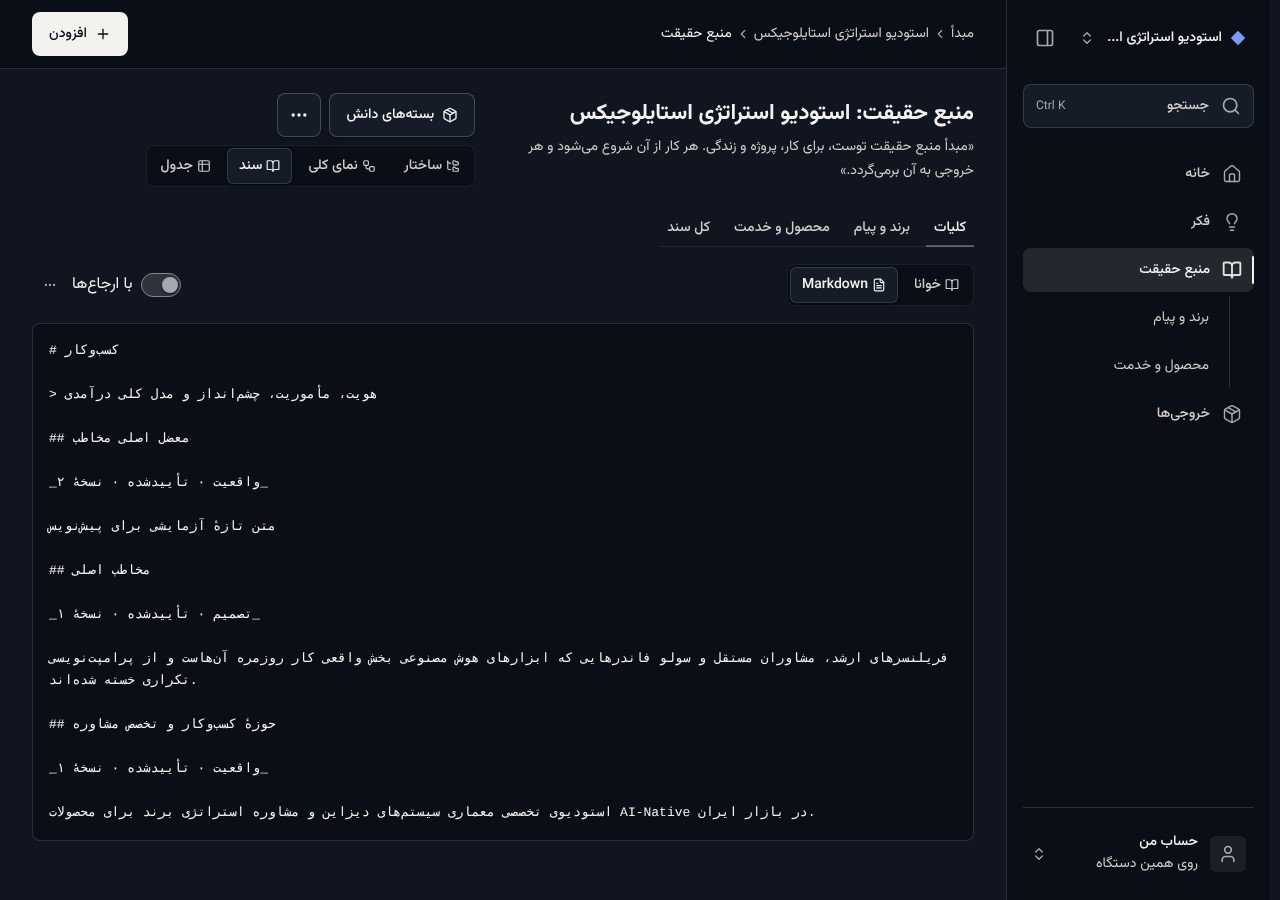 استودیو استراتژی ا...
جستجو
Ctrl K
خانه
فکر
منبع حقیقت
برند و پیام
محصول و خدمت
خروجی‌ها
حساب من
روی همین دستگاه
مبدأ › استودیو استراتژی استایلوجیکس › منبع حقیقت
افزودن
منبع حقیقت: استودیو استراتژی استایلوجیکس
«مبدأ منبع حقیقت توست، برای کار، پروژه و زندگی. هر کار از آن شروع می‌شود و هر
خروجی به آن برمی‌گردد.»
بسته‌های دانش
ساختار
نمای کلی
سند
جدول
کلیات
برند و پیام
محصول و خدمت
کل سند
خوانا
Markdown
با ارجاع‌ها
# کسب‌وکار
> هویت، مأموریت، چشم‌انداز و مدل کلی درآمدی
## معضل اصلی مخاطب
_واقعیت · تأییدشده · نسخهٔ ۲_
متن تازهٔ آزمایشی برای پیش‌نویس
## مخاطب اصلی
_تصمیم · تأییدشده · نسخهٔ ۱_
فریلنسرهای ارشد، مشاوران مستقل و سولو فاندرهایی که ابزارهای هوش مصنوعی بخش واقعی کار روزمره آن‌هاست و از پرامپت‌نویسی
تکراری خسته شده‌اند.
## حوزهٔ کسب‌وکار و تخصص مشاوره
_واقعیت · تأییدشده · نسخهٔ ۱_
استودیوی تخصصی معماری سیستم‌های دیزاین و مشاوره استراتژی برند برای محصولات AI-Native در بازار ایران.